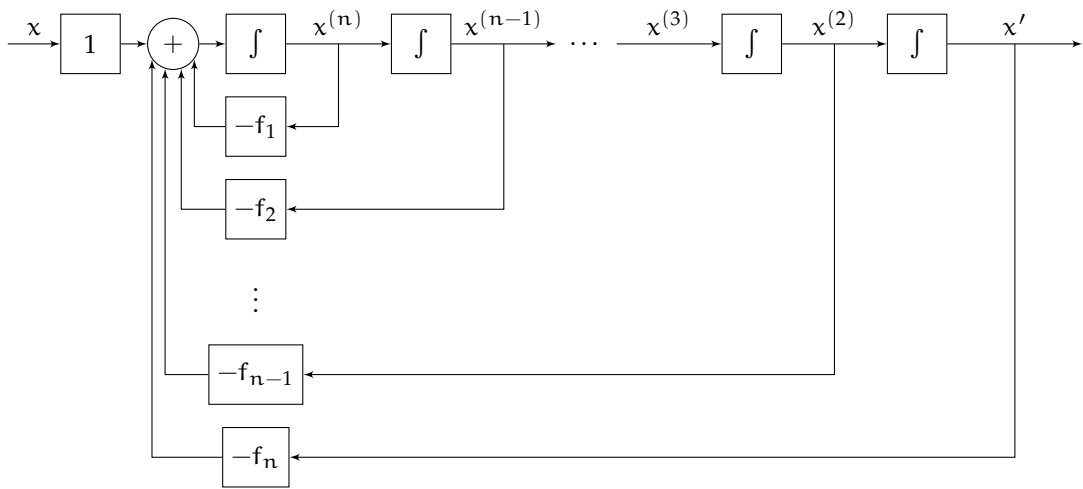 x 1 + ∫ x⁽ⁿ⁾ ∫ x⁽ⁿ⁻¹⁾ ⋯ x⁽³⁾ ∫ x⁽²⁾ ∫ x′
−f₁
−f₂
⋮
−fₙ₋₁
−fₙ